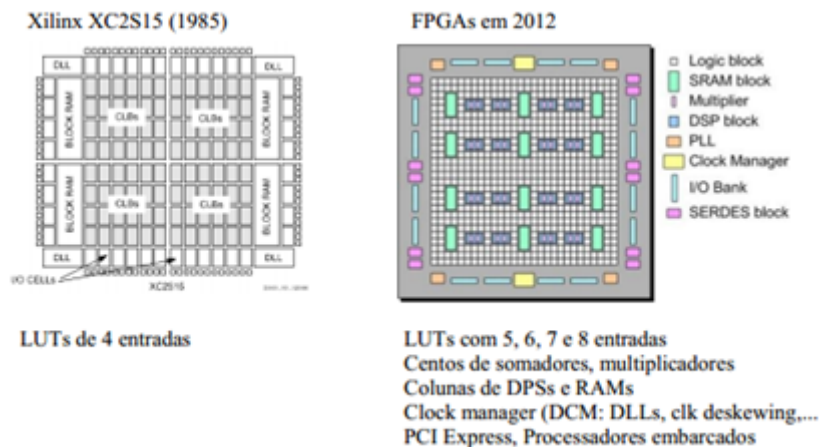 Xilinx XC2S15 (1985)
FPGAs em 2012
DLL
DLL
BLOCK RAM
CLBs
CLBs
BLOCK RAM
BLOCK RAM
CLBs
CLBs
BLOCK RAM
DLL
DLL
I/O CELLs
XC2S15
Logic block
SRAM block
Multiplier
DSP block
PLL
Clock Manager
I/O Bank
SERDES block
LUTs de 4 entradas
LUTs com 5, 6, 7 e 8 entradas
Centos de somadores, multiplicadores
Colunas de DPSs e RAMs
Clock manager (DCM: DLLs, clk deskewing,...
PCI Express, Processadores embarcados